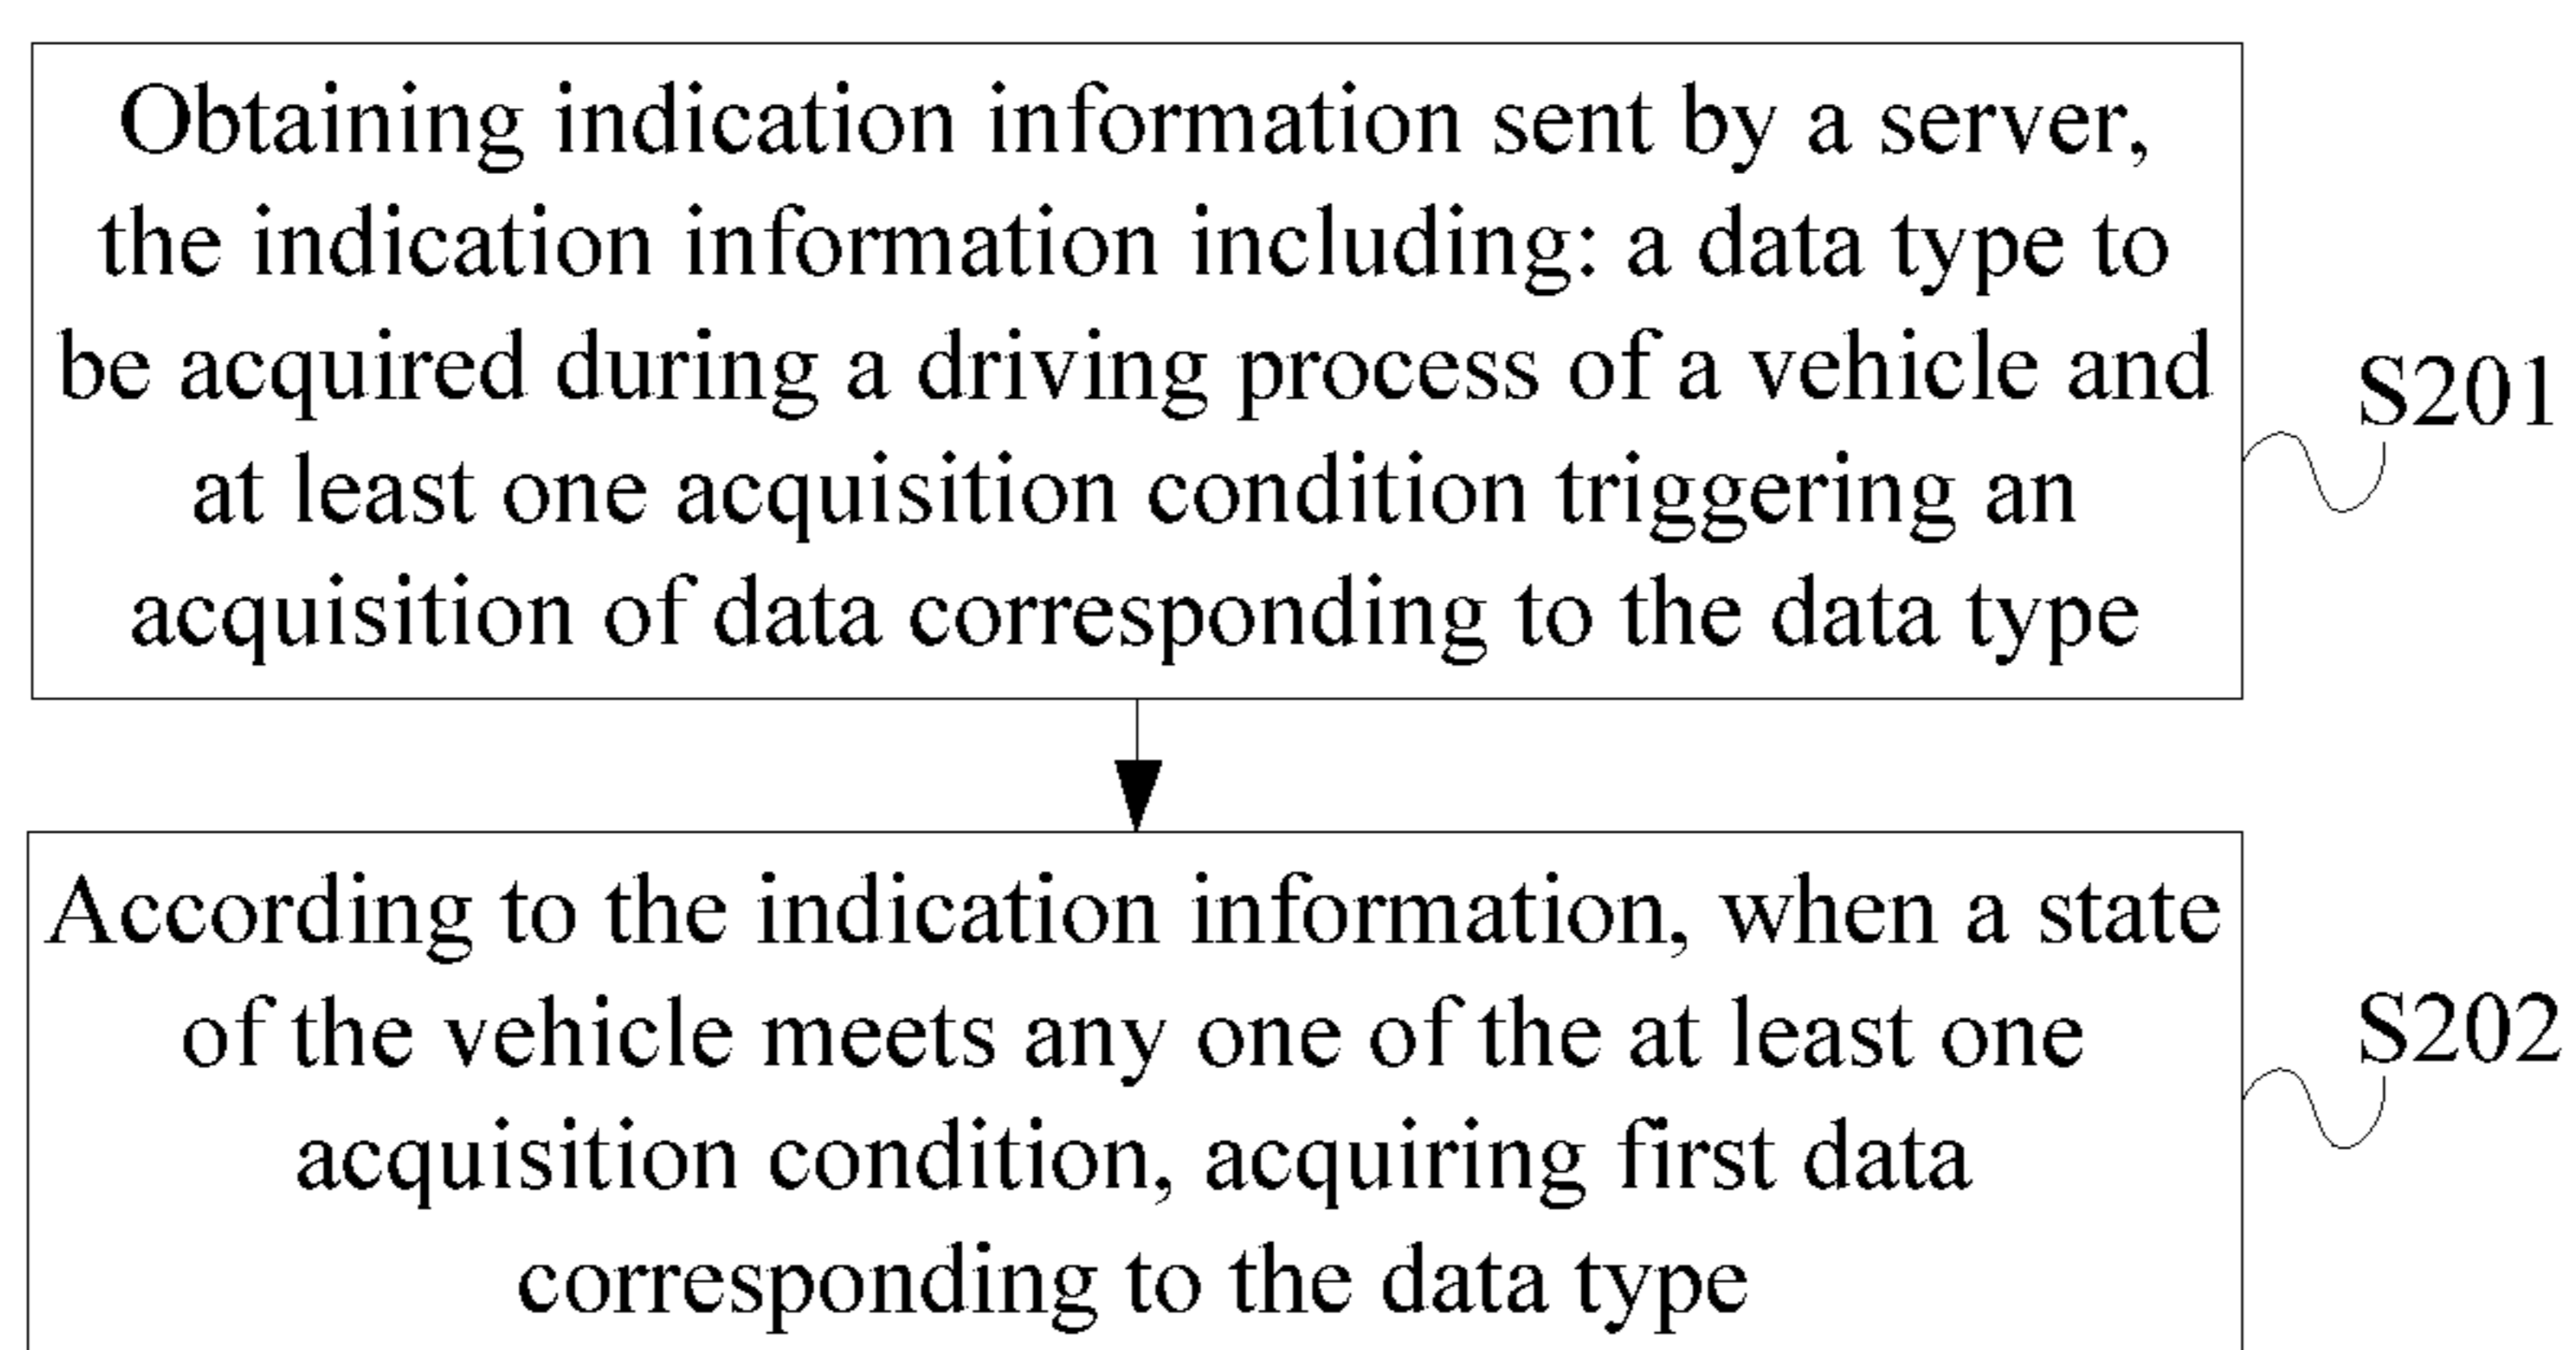 Obtaining indication information sent by a server,
the indication information including: a data type to
be acquired during a driving process of a vehicle and
at least one acquisition condition triggering an
acquisition of data corresponding to the data type
S201
According to the indication information, when a state
of the vehicle meets any one of the at least one
acquisition condition, acquiring first data
corresponding to the data type
S202